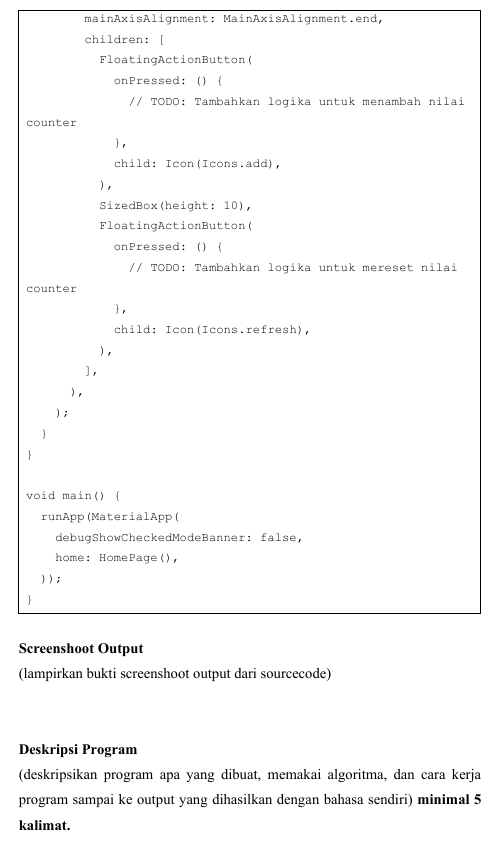 mainAxisAlignment: MainAxisAlignment.end,
children: [
FloatingActionButton(
onPressed: () {
// TODO: Tambahkan logika untuk menambah nilai
counter
},
child: Icon(Icons.add),
),
SizedBox(height: 10),
FloatingActionButton(
onPressed: () {
// TODO: Tambahkan logika untuk mereset nilai
counter
},
child: Icon(Icons.refresh),
),
],
),
);
}
}
void main() {
runApp(MaterialApp(
debugShowCheckedModeBanner: false,
home: HomePage(),
));
}
Screenshoot Output
(lampirkan bukti screenshoot output dari sourcecode)
Deskripsi Program
(deskripsikan program apa yang dibuat, memakai algoritma, dan cara kerja
program sampai ke output yang dihasilkan dengan bahasa sendiri) minimal 5
kalimat.